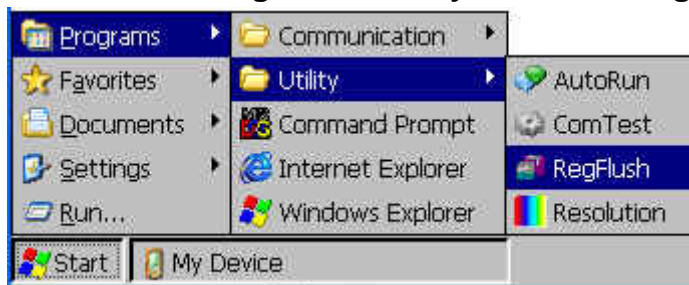 Programs
Favorites
Documents
Settings
Run...
Communication
Utility
Command Prompt
Internet Explorer
Windows Explorer
AutoRun
ComTest
RegFlush
Resolution
Start
My Device